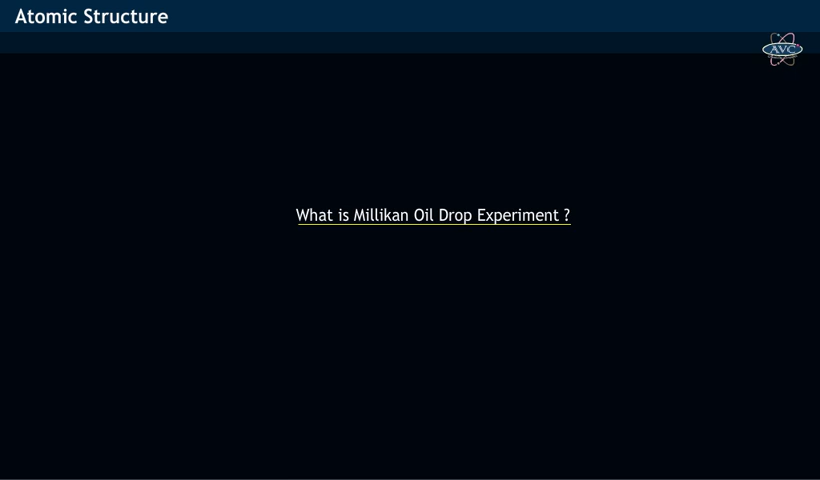 Atomic Structure
AVC
What is Millikan Oil Drop Experiment ?